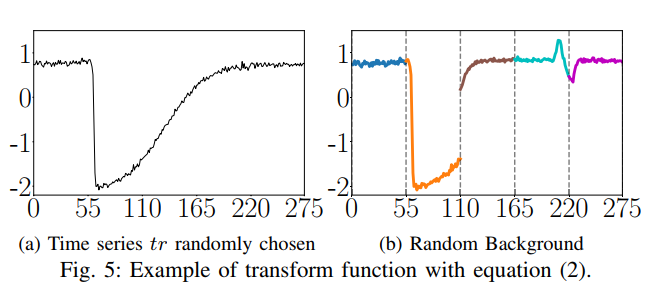 1
0
-1
-2
0 55 110 165 220 275
1
0
-1
-2
0 55 110 165 220 275
(a) Time series tr randomly chosen
(b) Random Background
Fig. 5: Example of transform function with equation (2).